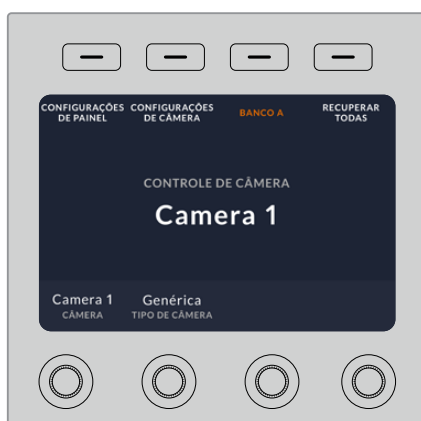 CONFIGURAÇÕES DE PAINEL
CONFIGURAÇÕES DE CÂMERA
BANCO A
RECUPERAR TODAS
CONTROLE DE CÂMERA
Camera 1
Camera 1
CÂMERA
Genérica
TIPO DE CÂMERA